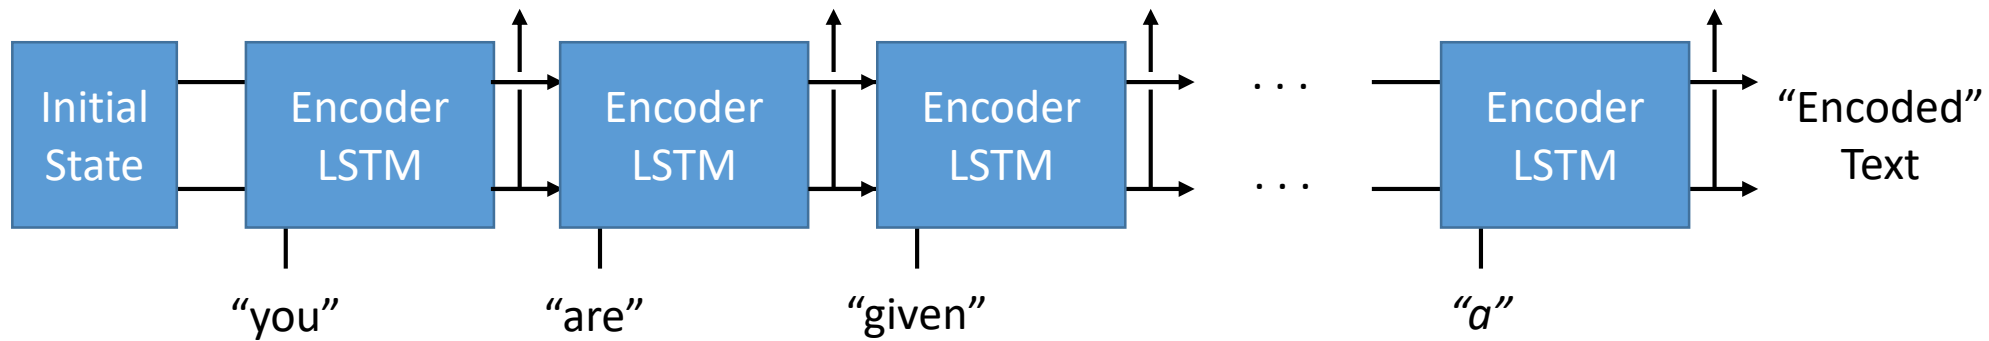 Initial
State
Encoder
LSTM
Encoder
LSTM
Encoder
LSTM
. . .
. . .
Encoder
LSTM
“Encoded”
Text
“you”
“are”
“given”
“a”